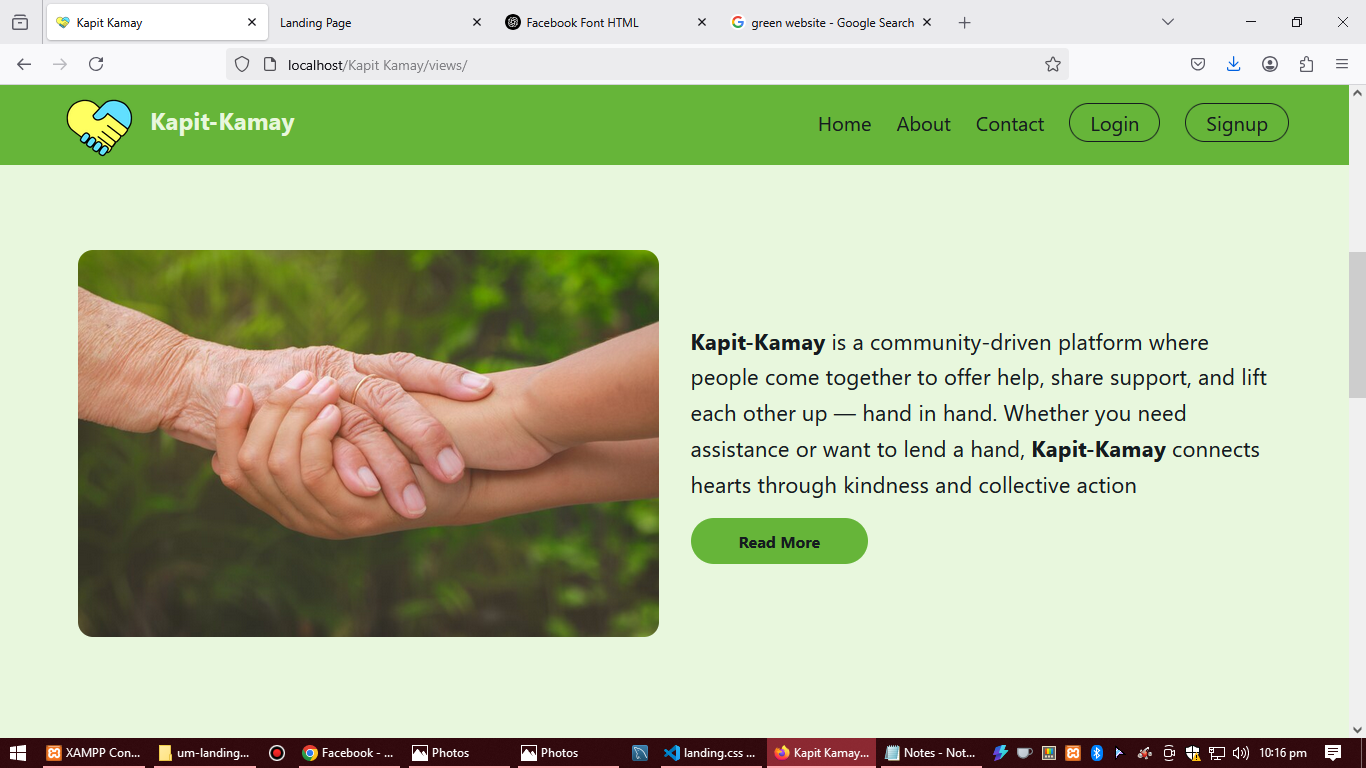 Kapit Kamay
Landing Page
Facebook Font HTML
green website - Google Search
localhost/Kapit Kamay/views/
Kapit-Kamay
Home
About
Contact
Login
Signup
Kapit-Kamay is a community-driven platform where
people come together to offer help, share support, and lift
each other up — hand in hand. Whether you need
assistance or want to lend a hand, Kapit-Kamay connects
hearts through kindness and collective action
Read More
XAMPP Con...
um-landing...
Facebook - ...
Photos
Photos
landing.css ...
Kapit Kamay...
Notes - Not...
10:16 pm